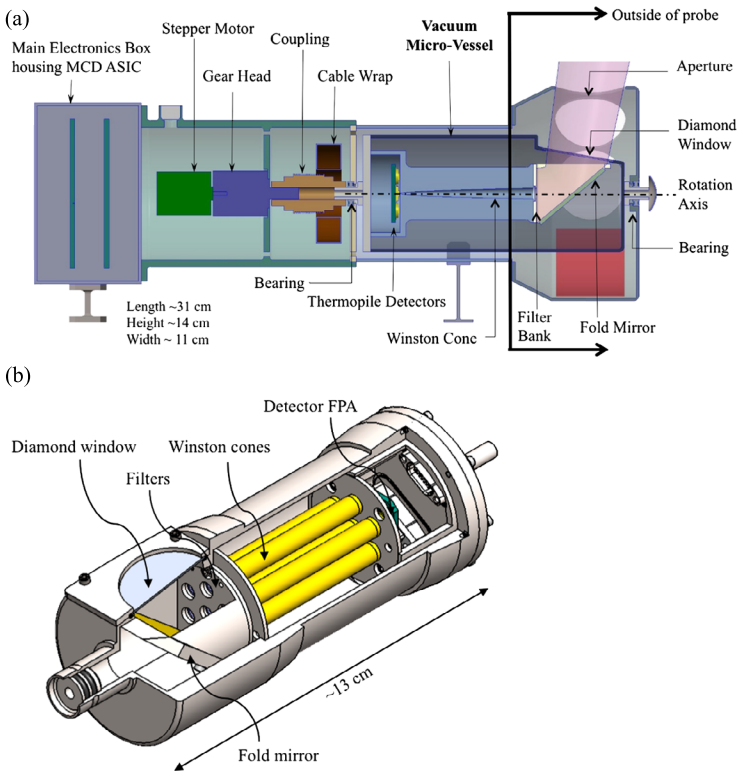 (a)
Outside of probe
Vacuum
Micro-Vessel
Stepper Motor
Coupling
Main Electronics Box
housing MCD ASIC
Gear Head
Cable Wrap
Aperture
Diamond
Window
Rotation
Axis
Bearing
Bearing
Thermopile Detectors
Length ~31 cm
Height ~14 cm
Width ~ 11 cm
Winston Conc
Filter
Bank
Fold Mirror
(b)
Detector FPA
Diamond window
Winston cones
Filters
~13 cm
Fold mirror